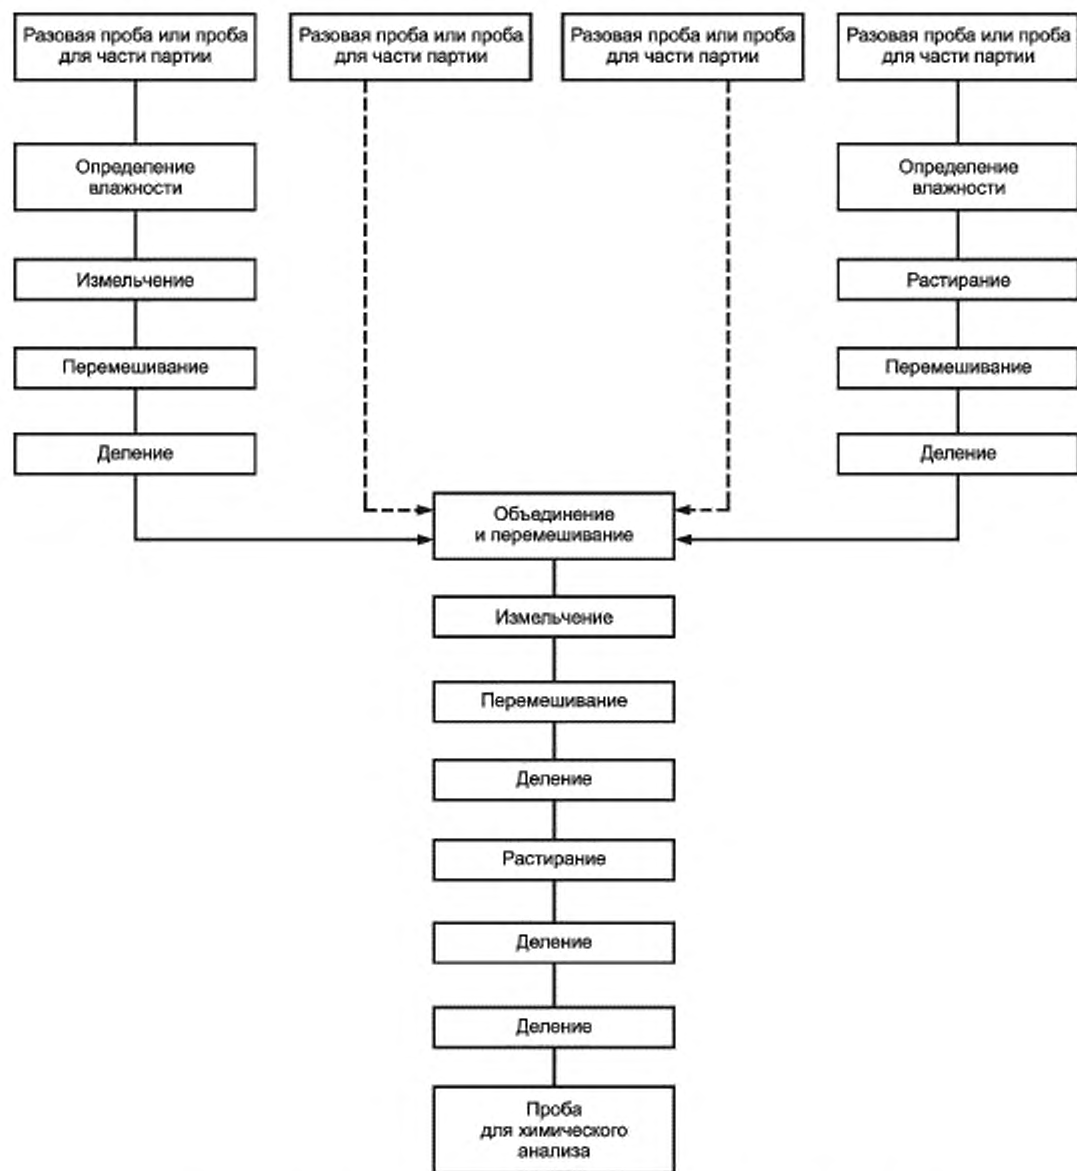 Разовая проба или проба
для части партии
Разовая проба или проба
для части партии
Разовая проба или проба
для части партии
Разовая проба или проба
для части партии
Определение
влажности
Определение
влажности
Измельчение
Растирание
Перемешивание
Перемешивание
Деление
Деление
Объединение
и перемешивание
Измельчение
Перемешивание
Деление
Растирание
Деление
Деление
Проба
для химического
анализа